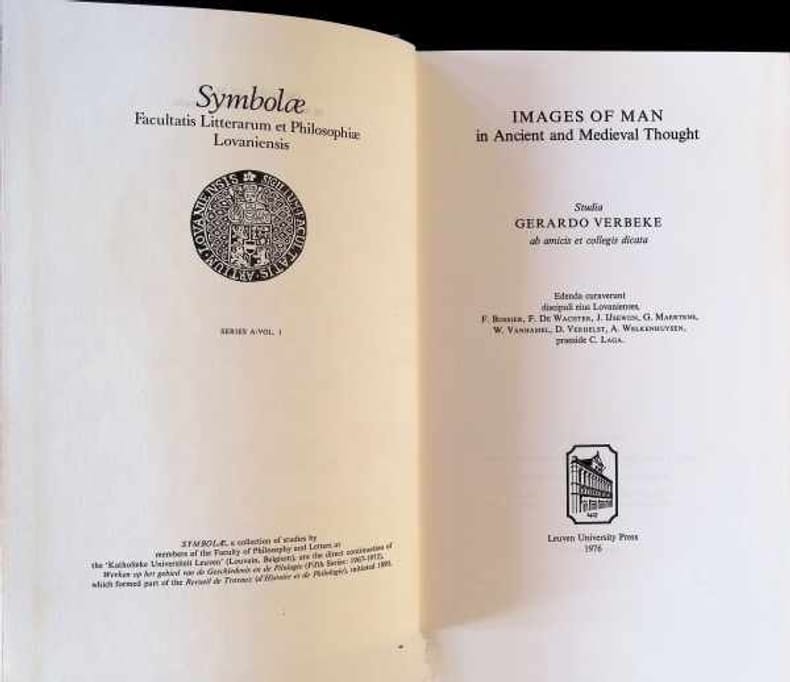 Symbolæ
Facultatis Litterarum et Philosophiæ
Lovaniensis
SIGILLUM·FACULTATIS·ARTIUM·LOVANIENSIS
SERIES A/VOL. 1
SYMBOLÆ, a collection of studies by
members of the Faculty of Philosophy and Letters at
the 'Katholieke Universiteit Leuven' (Louvain, Belgium), are the direct continuation of
Werken op het gebied van de Geschiedenis en de Filologie (Fifth Series: 1967-1972),
which formed part of the Recueil de Travaux (d'Histoire et de Philologie), initiated 1890.
IMAGES OF MAN
in Ancient and Medieval Thought
Studia
GERARDO VERBEKE
ab amicis et collegis dicata
Edenda curaverunt
discipuli eius Lovanienses,
F. BOSSIER, F. DE WACHTER, J. IJSEWIJN, G. MAERTENS,
W. VANHAMEL, D. VERHELST, A. WELKENHUYSEN,
praeside C. LAGA.
Leuven University Press
1976